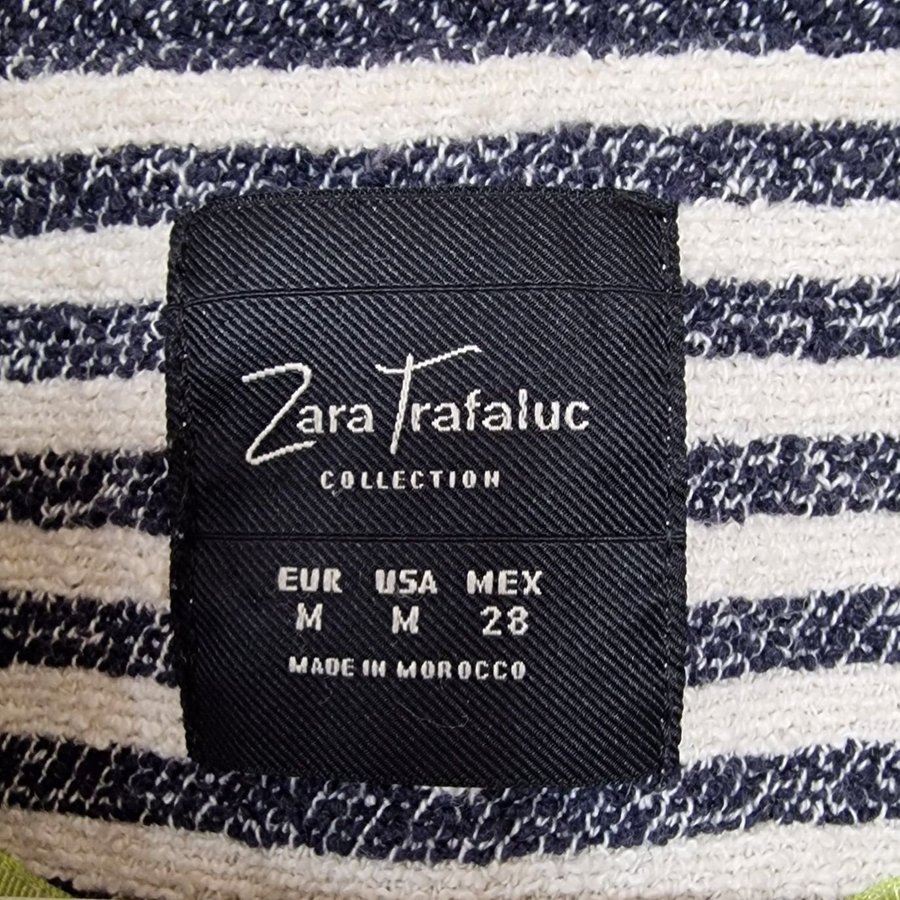 Zara Trafaluc
COLLECTION
EUR USA MEX
M M 28
MADE IN MOROCCO